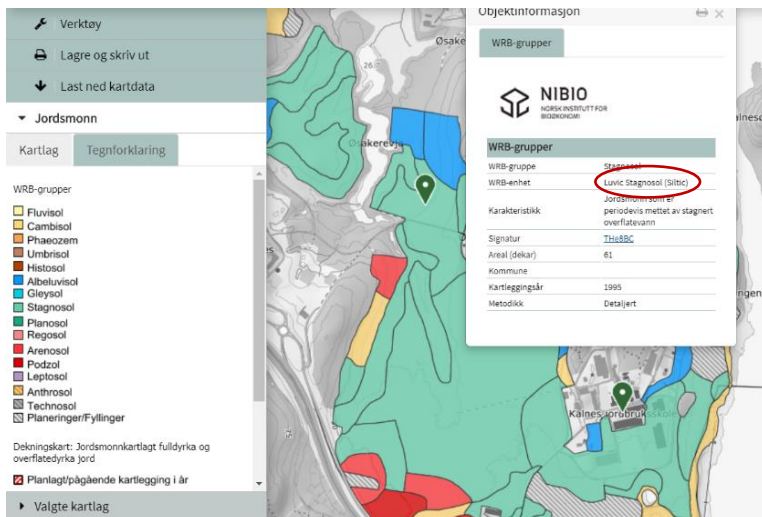 Verktøy
Lagre og skriv ut
Last ned kartdata
Jordsmonn
Kartlag
Tegnforklaring
WRB-grupper
Fluvisol
Cambisol
Phaeozem
Umbrisol
Histosol
Albeluvisol
Gleysol
Stagnosol
Planosol
Regosol
Arenosol
Podzol
Leptosol
Anthrosol
Technosol
Planeringer/Fyllinger
Dekningskart: Jordsmonnkartlagt fulldyrka og
overflatedyrka jord
Planlagt/pågående kartlegging i år
Valgte kartlag
Øsake
26.
Øsakerevja
Kalnes jordbruksskole
Objektinformasjon
WRB-grupper
NIBIO
NORSK INSTITUTT FOR
BIOØKONOMI
WRB-grupper
WRB-gruppe Stagnosol
WRB-enhet Luvic Stagnosol (Siltic)
Karakteristikk Jordsmonn som er
periodevis mettet av stagnert
overflatevann
Signatur THe8BC
Areal (dekar) 61
Kommune
Kartleggingsår 1995
Metodikk Detaljert